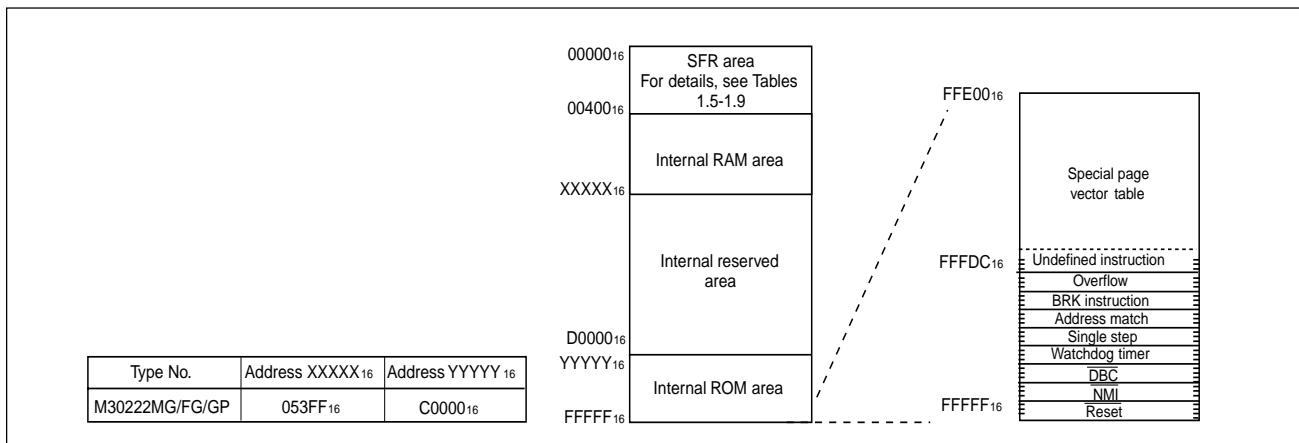 00000₁₆
SFR area
For details, see Tables
1.5-1.9
00400₁₆
Internal RAM area
XXXXX₁₆
Internal reserved
area
D0000₁₆
YYYYY₁₆
Internal ROM area
FFFFF₁₆
FFE00₁₆
Special page
vector table
FFFDC₁₆
Undefined instruction
Overflow
BRK instruction
Address match
Single step
Watchdog timer
DBC
NMI
FFFFF₁₆
Reset
Type No. Address XXXXX₁₆ Address YYYYY₁₆
M30222MG/FG/GP 053FF₁₆ C0000₁₆